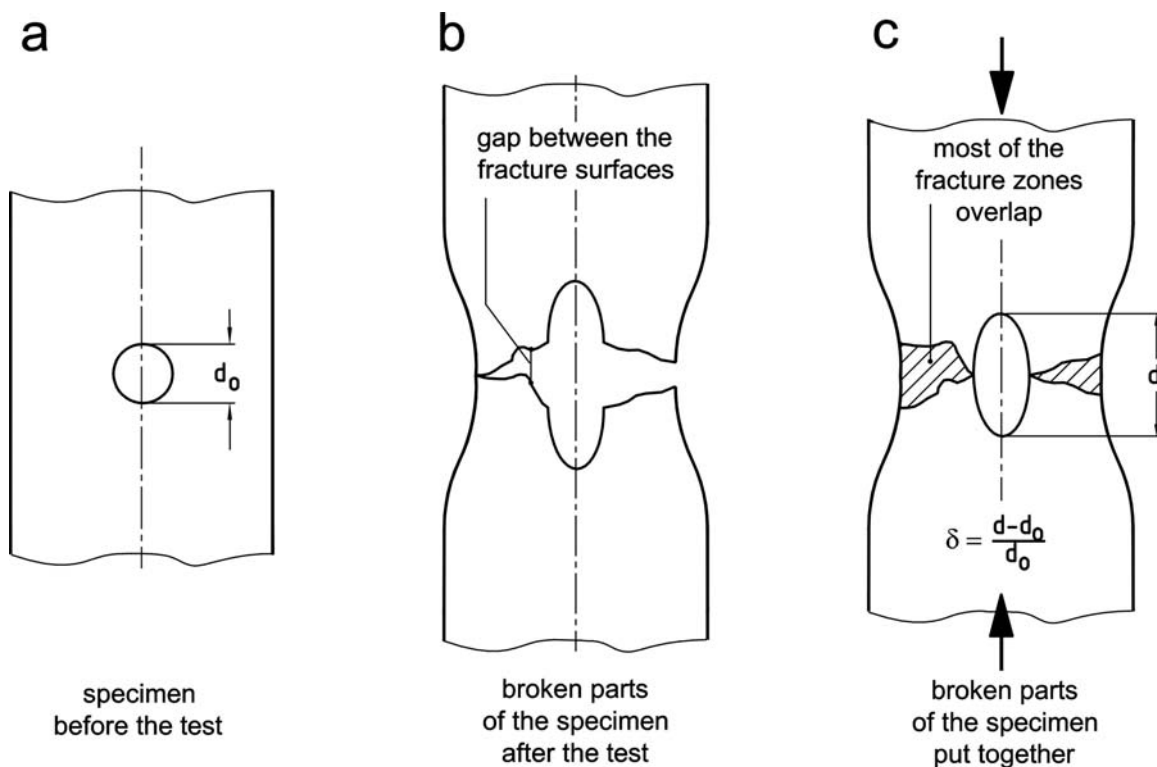 a
d₀
specimen
before the test
b
gap between the
fracture surfaces
broken parts
of the specimen
after the test
c
most of the
fracture zones
overlap
d
δ = (d-d₀)/d₀
broken parts
of the specimen
put together